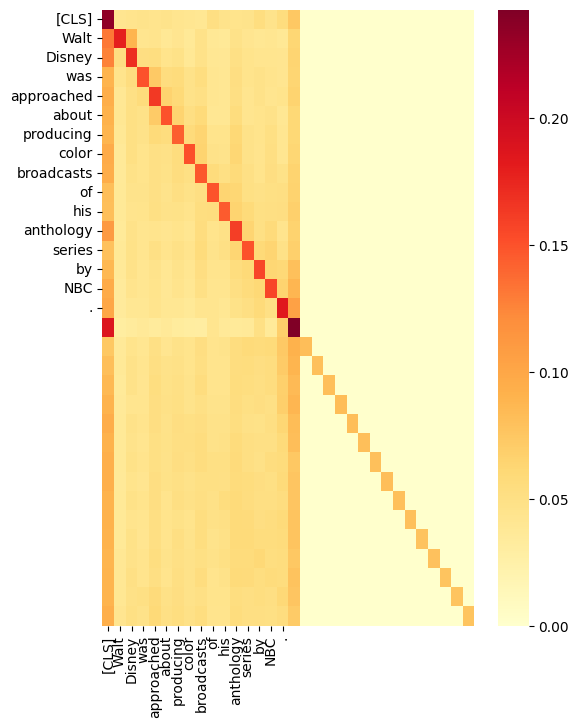 [CLS]
Walt
Disney
was
approached
about
producing
color
broadcasts
of
his
anthology
series
by
NBC
.
0.20
0.15
0.10
0.05
0.00
[CLS]
Walt
Disney
was
approached
about
producing
color
broadcasts
of
his
anthology
series
by
NBC
.